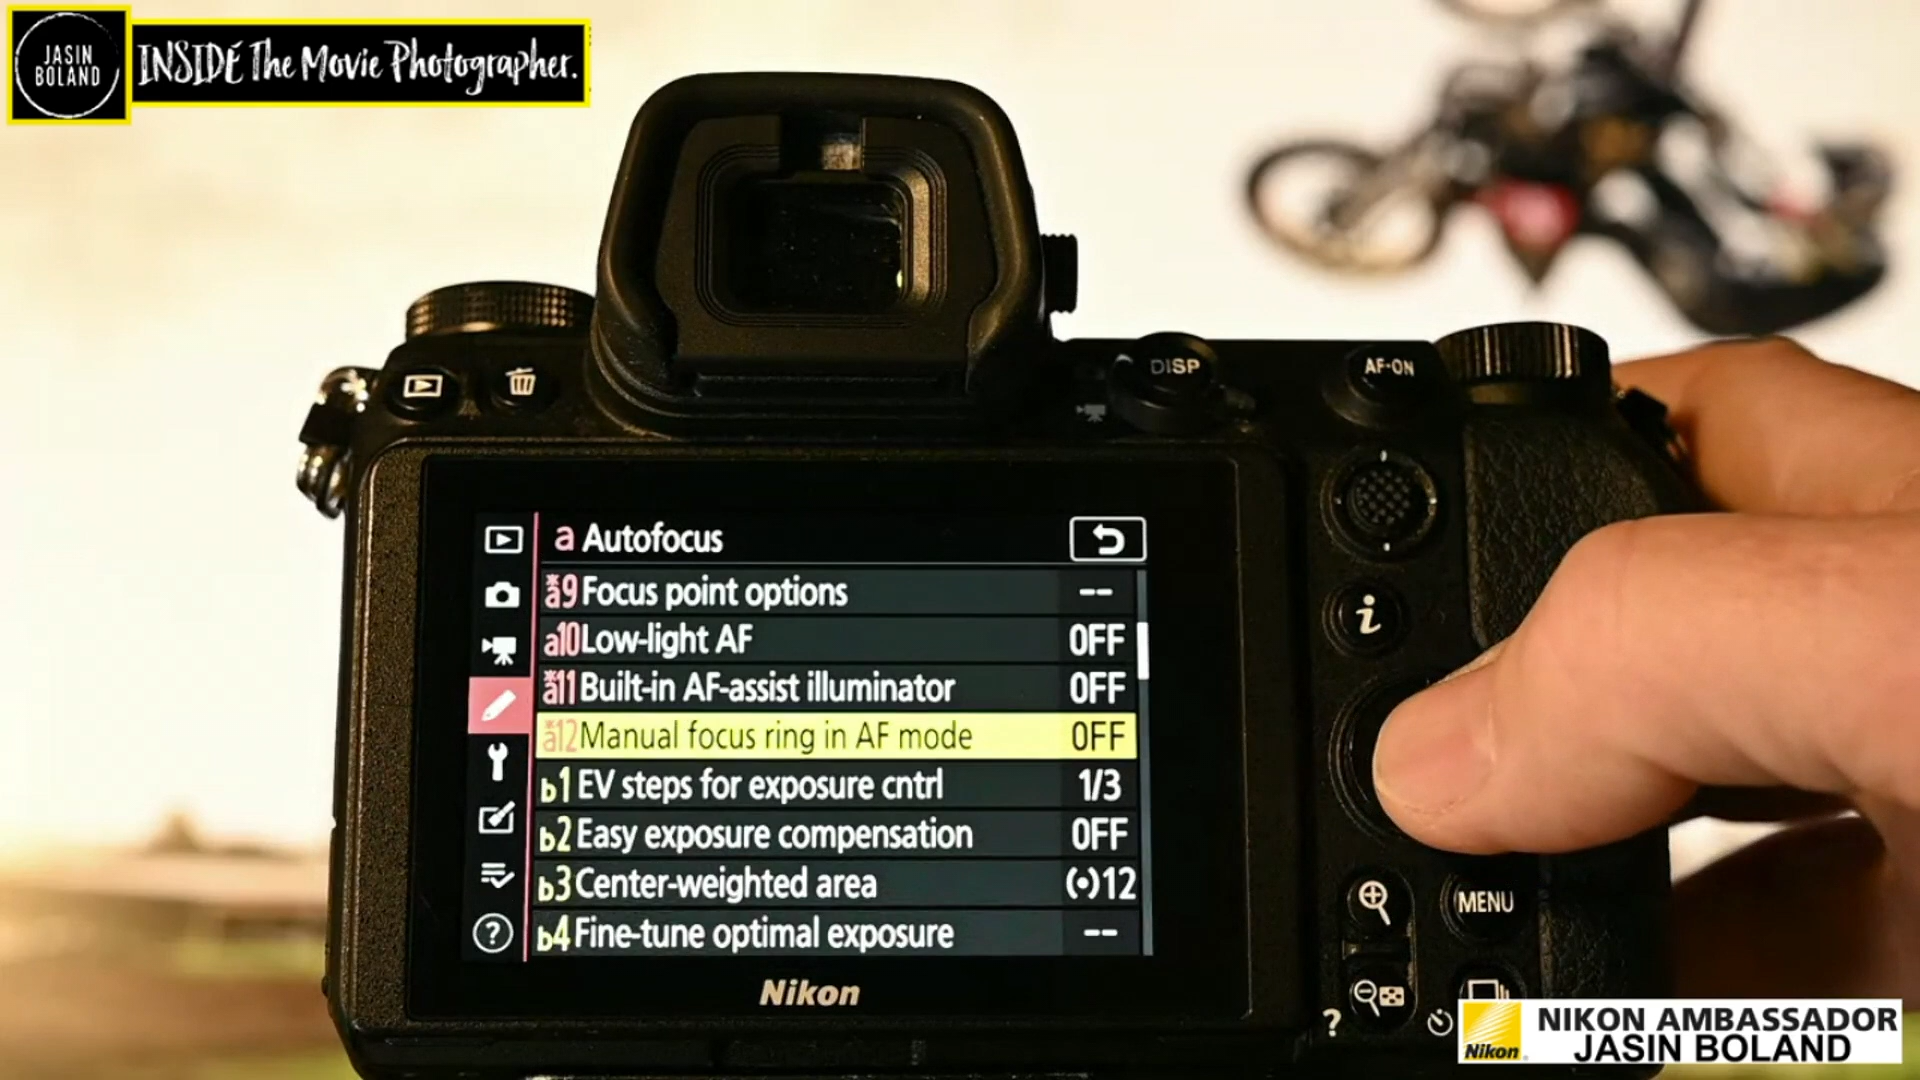 JASIN
BOLAND
INSIDE The Movie Photographer.
DISP
AF-ON
a Autofocus
*a9 Focus point options --
a10 Low-light AF OFF
*a11 Built-in AF-assist illuminator OFF
*a12 Manual focus ring in AF mode OFF
b1 EV steps for exposure cntrl 1/3
b2 Easy exposure compensation OFF
b3 Center-weighted area (•)12
b4 Fine-tune optimal exposure --
?
i
MENU
?
Nikon
Nikon
NIKON AMBASSADOR
JASIN BOLAND